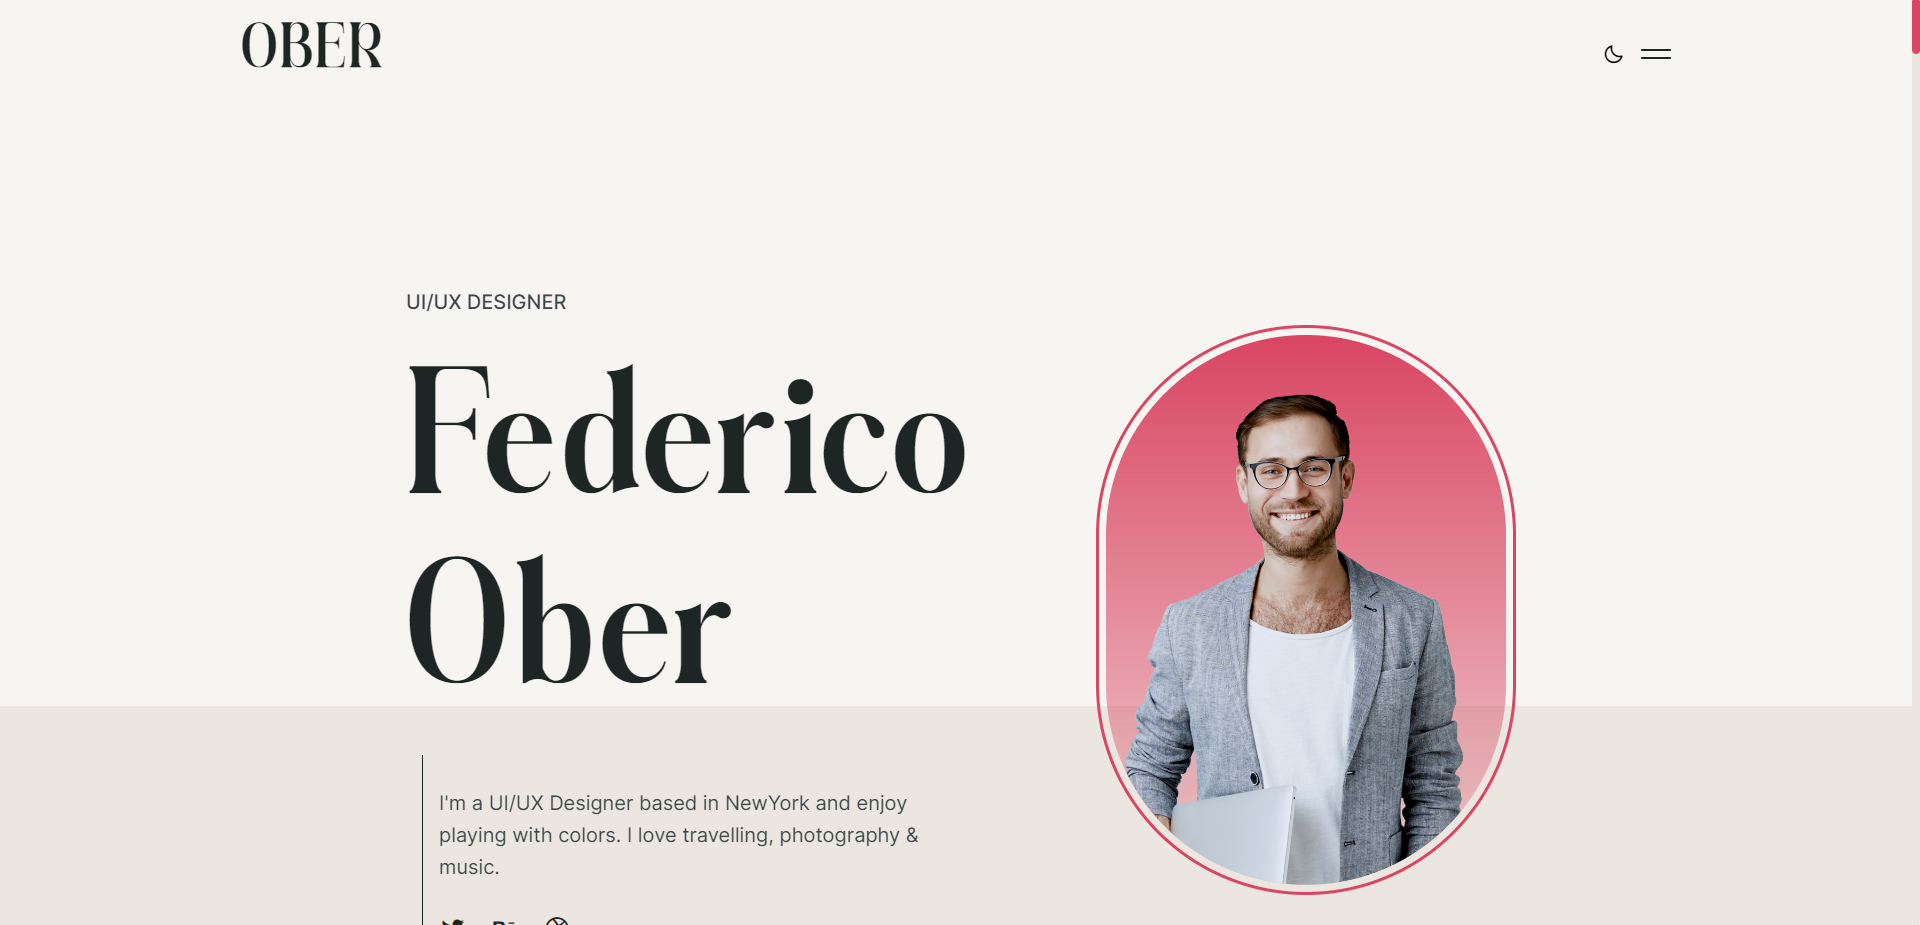 OBER
UI/UX DESIGNER
Federico
Ober
I'm a UI/UX Designer based in NewYork and enjoy
playing with colors. I love travelling, photography &
music.